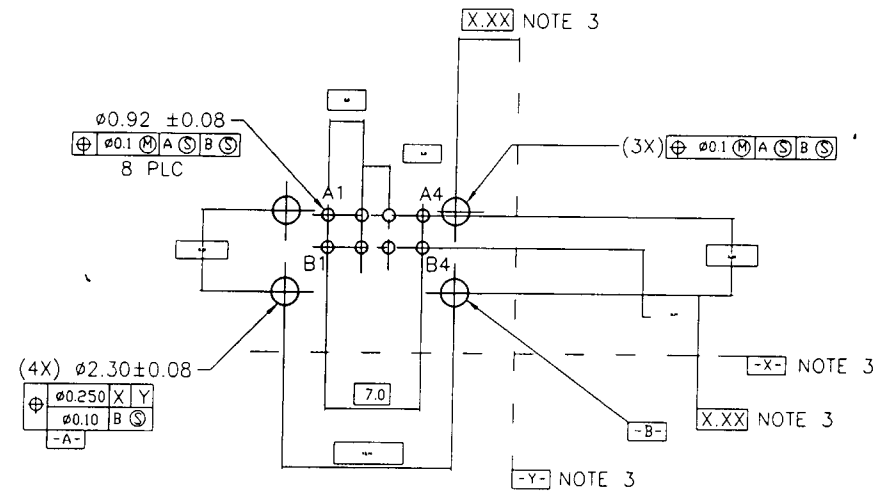 X.XX NOTE 3
ø0.92 ±0.08
⌖ ø0.1 Ⓜ A Ⓢ B Ⓢ
8 PLC
(3X) ⌖ ø0.1 Ⓜ A Ⓢ B Ⓢ
A1
A4
B1
B4
(4X) ø2.30±0.08
⌖ ø0.250 X Y
ø0.10 B Ⓢ
-A-
7.0
-X- NOTE 3
X.XX NOTE 3
-B-
-Y- NOTE 3